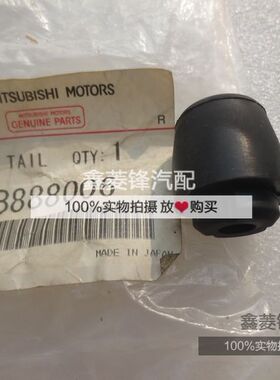 MITSUBISHI MOTORS
MITSUBISHI MOTORS
GENUINE PARTS
R
TAIL QTY: 1
鑫菱锋汽配
100%实物拍摄 放❤购买
MADE IN JAPAN
鑫菱锋
100%实物拍